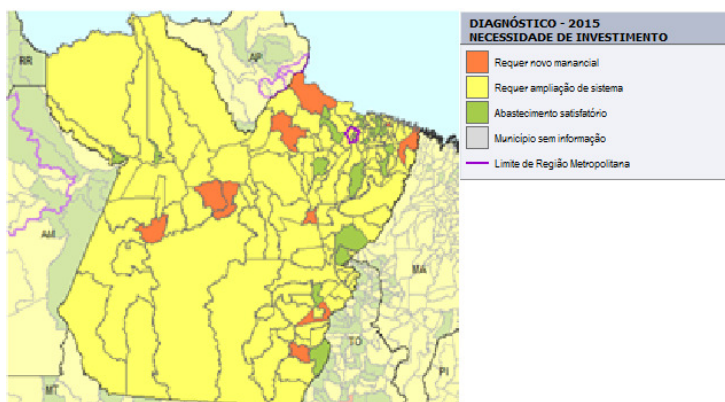 DIAGNÓSTICO - 2015
NECESSIDADE DE INVESTIMENTO
Requer novo manancial
Requer ampliação de sistema
Abastecimento satisfatório
Município sem informação
Limite de Região Metropolitana
RR
AP
AM
MA
TO
PI
MT